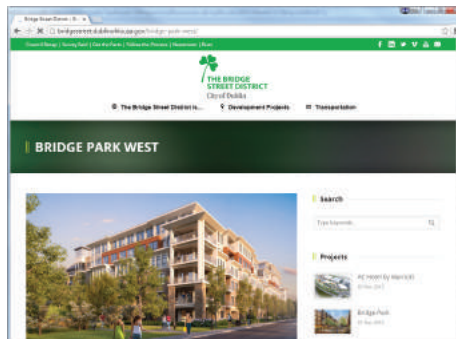 Bridge Street District
bridgestreet.dublinohiousa.gov/bridge-park-west/
THE BRIDGE
STREET DISTRICT
City of Dublin
The Bridge Street District is... Development Projects Transportation
BRIDGE PARK WEST
Search
Type keywords...
Projects
AC Hotel by Marriott
Bridge Park